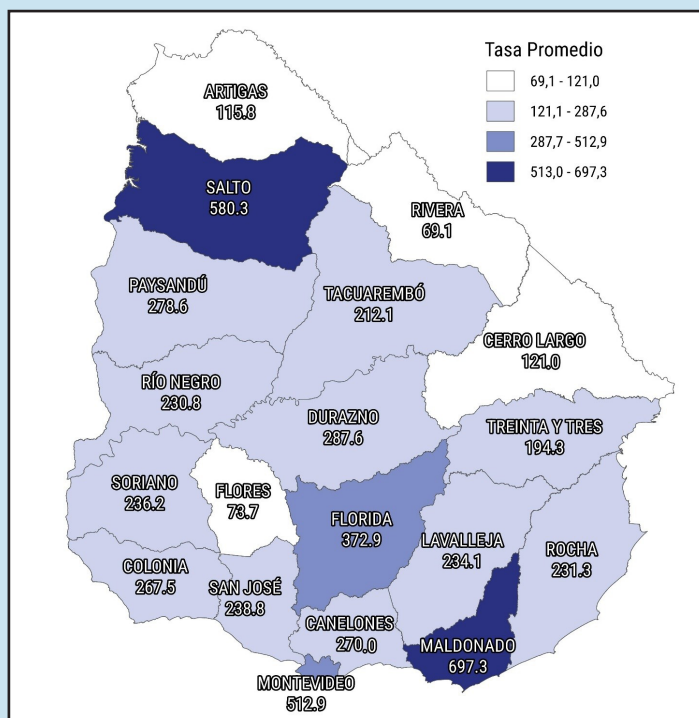 Tasa Promedio
69,1 - 121,0
121,1 - 287,6
287,7 - 512,9
513,0 - 697,3
ARTIGAS
115.8
SALTO
580.3
RIVERA
69.1
PAYSANDÚ
278.6
TACUAREMBÓ
212.1
CERRO LARGO
121.0
RÍO NEGRO
230.8
DURAZNO
287.6
TREINTA Y TRES
194.3
SORIANO
236.2
FLORES
73.7
FLORIDA
372.9
LAVALLEJA
234.1
ROCHA
231.3
COLONIA
267.5
SAN JOSÉ
238.8
CANELONES
270.0
MALDONADO
697.3
MONTEVIDEO
512.9